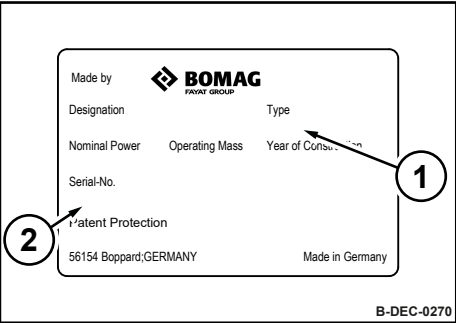 Made by BOMAG
FAYAT GROUP
Designation Type
Nominal Power Operating Mass Year of Construction
Serial-No.
Patent Protection
56154 Boppard;GERMANY Made in Germany
1
2
B-DEC-0270